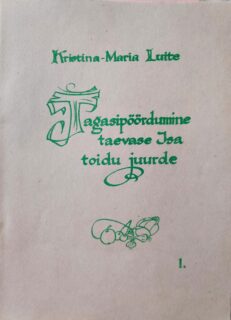 Kristina-Maria Luite
Tagasipöördumine
taevase Isa
toidu juurde
1.